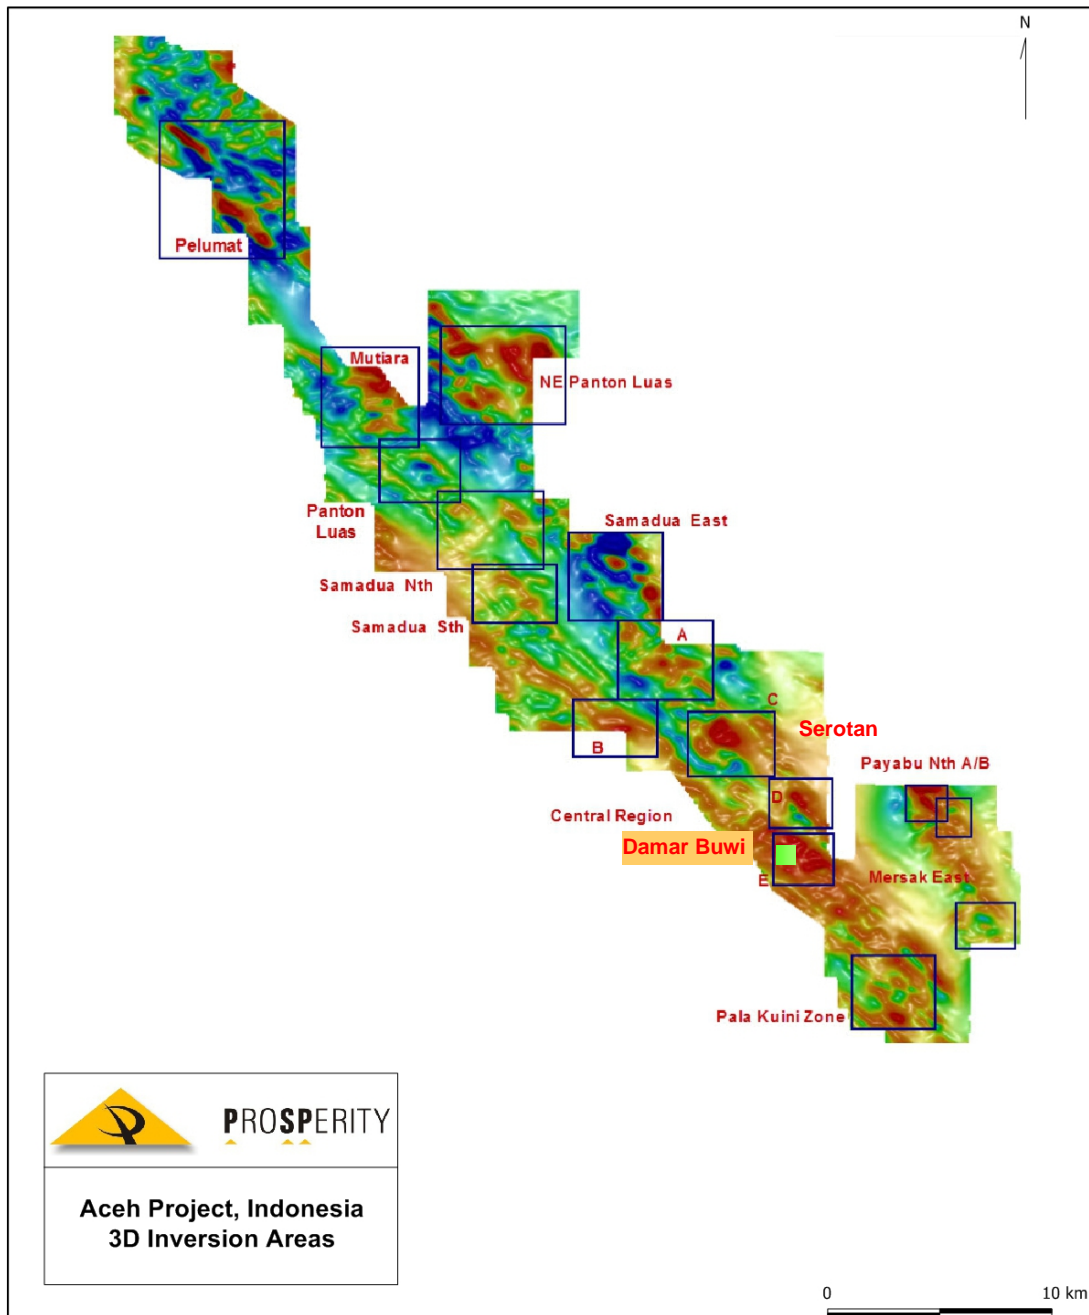 N
Pelumat
Mutiara
NE Panton Luas
Panton
Luas
Samadua East
Samadua Nth
Samadua Sth
A
C
Serotan
B
Payabu Nth A/B
D
Central Region
Damar Buwi
E
Mersak East
Pala Kuini Zone
PROSPERITY
Aceh Project, Indonesia
3D Inversion Areas
0 10 km